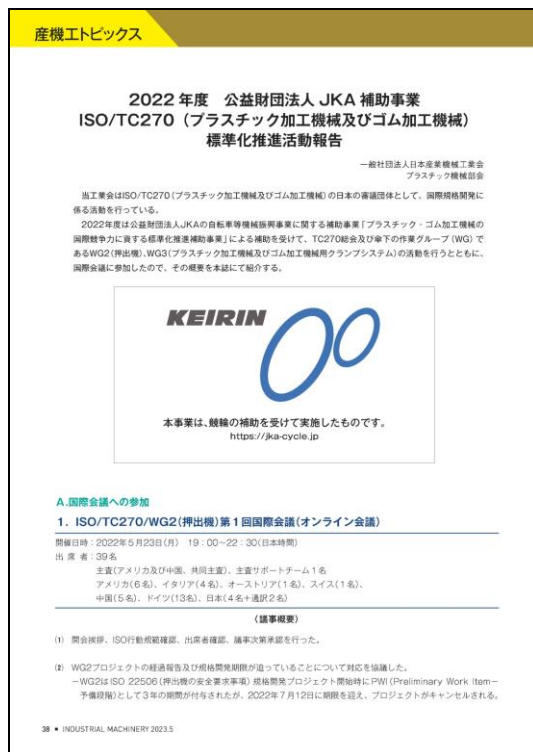 産機工トピックス
2022 年度　公益財団法人 JKA 補助事業
ISO/TC270（プラスチック加工機械及びゴム加工機械）
標準化推進活動報告
一般社団法人日本産業機械工業会
プラスチック機械部会
当工業会はISO/TC270（プラスチック加工機械及びゴム加工機械）の日本の審議団体として、国際規格開発に
係る活動を行っている。
2022年度は公益財団法人JKAの自転車等機械振興事業に関する補助事業「プラスチック・ゴム加工機械の
国際競争力に資する標準化推進補助事業」による補助を受けて、TC270総会及び傘下の作業グループ（WG）で
あるWG2（押出機）、WG3（プラスチック加工機械及びゴム加工機械用クランプシステム）の活動を行うとともに、
国際会議に参加したので、その概要を本誌にて紹介する。
KEIRIN
本事業は、競輪の補助を受けて実施したものです。
https://jka-cycle.jp
A.国際会議への参加
1．ISO/TC270/WG2（押出機）第１回国際会議（オンライン会議）
開催日時：2022年５月23日（月）　19：00～22：30（日本時間）
出 席 者：39名
主査（アメリカ及び中国、共同主査）、主査サポートチーム１名
アメリカ（６名）、イタリア（４名）、オーストリア（１名）、スイス（１名）、
中国（５名）、ドイツ（13名）、日本（４名＋通訳２名）
（議事概要）
⑴　開会挨拶、ISO行動規範確認、出席者確認、議事次第承認を行った。
⑵　WG2プロジェクトの経過報告及び規格開発期限が迫っていることについて対応を協議した。
－WG2はISO 22506（押出機の安全要求事項）規格開発プロジェクト開始時にPWI（Preliminary Work Item－
予備段階）として３年の期間が付与されたが、2022年７月12日に期限を迎え、プロジェクトがキャンセルされる。
38 ● INDUSTRIAL MACHINERY 2023.5